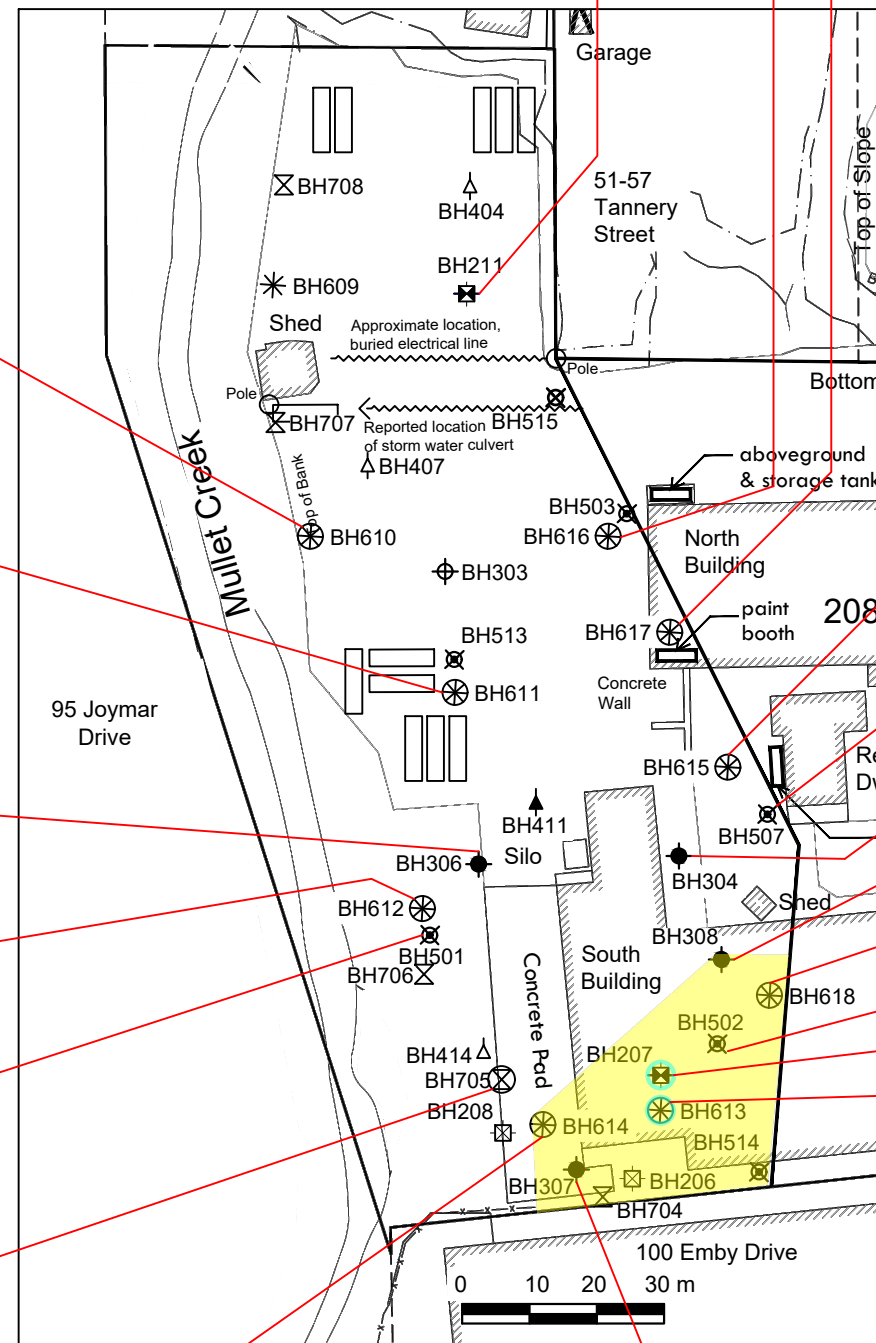 Garage
51-57
Tannery
Street
Top of Slope
BH708
BH404
BH211
BH609
Shed
Approximate location,
buried electrical line
Pole
Bottom
Pole
BH707
Reported location
of storm water culvert
BH515
BH407
aboveground
& storage tank
Mullet Creek
BH503
BH610
BH616
North
Building
BH303
208
paint
booth
BH617
BH513
BH611
Concrete
Wall
95 Joymar
Drive
BH615
BH411
BH507
BH306
Silo
BH304
Shed
BH612
BH501
BH308
BH706
South
Building
Concrete Pad
BH618
BH502
BH414
BH207
BH705
BH208
BH613
BH614
BH514
BH307
BH206
BH704
100 Emby Drive
0 10 20 30 m